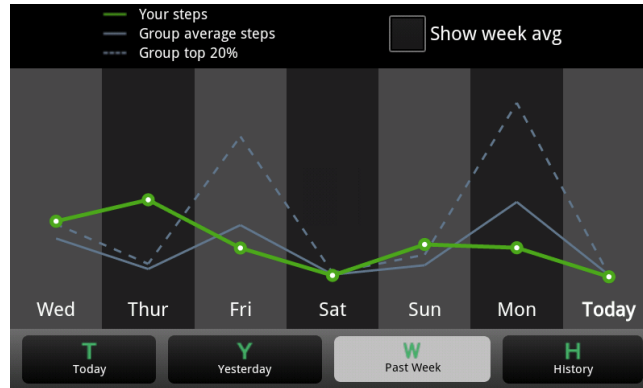 Your steps
Group average steps
Group top 20%
Show week avg
Wed Thur Fri Sat Sun Mon Today
T Y W H
Today Yesterday Past Week History